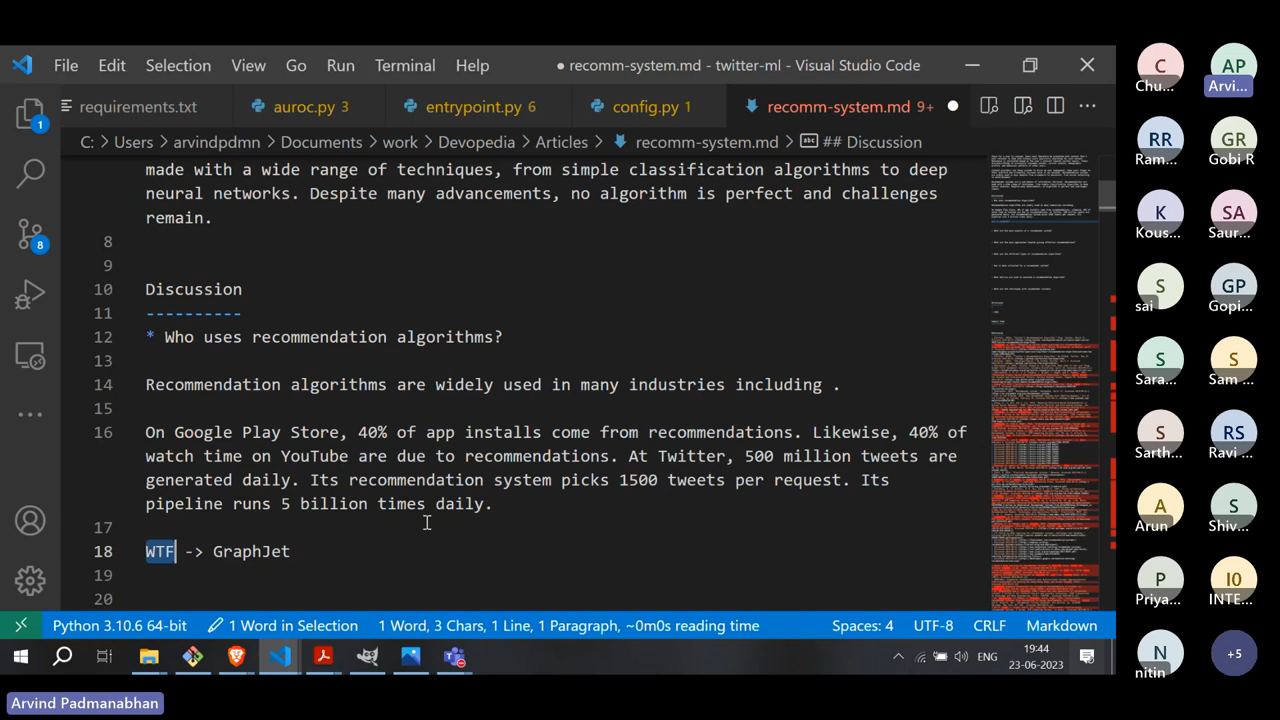 File Edit Selection View Go Run Terminal Help
● recomm-system.md - twitter-ml - Visual Studio Code
requirements.txt auroc.py 3 entrypoint.py 6 config.py 1 recomm-system.md 9+
C: > Users > arvindpdmn > Documents > work > Devopedia > Articles > recomm-system.md > ## Discussion
made with a wide range of techniques, from simple classification algorithms to deep
neural networks. Despite many advancements, no algorithm is perfect and challenges
remain.
8
9
10 Discussion
11 ----------
12 * Who uses recommendation algorithms?
13
14 Recommendation algorithms are widely used in many industries including .
15
16 On Google Play Store, 40% of app installs come from recommendations. Likewise, 40% of
watch time on YouTube are due to recommendations. At Twitter, 500 million tweets are
generated daily. Its recommendation system picks 1,500 tweets per request. Its
pipeline runs 5 billion times daily.
17
18 WTF -> GraphJet
19
20
1
8
Python 3.10.6 64-bit 1 Word in Selection 1 Word, 3 Chars, 1 Line, 1 Paragraph, ~0m0s reading time Spaces: 4 UTF-8 CRLF Markdown
ENG
19:44
23-06-2023
Arvind Padmanabhan
C AP
Chu... Arvi...
RR GR
Ram... Gobi R
K SA
Kous... Saur...
S GP
sai Gopi...
S S
Sara... Sam ...
S RS
Sarth... Ravi ...
A S
Arun Shiv...
P I0
Priya... INTE...
N +5
nitin